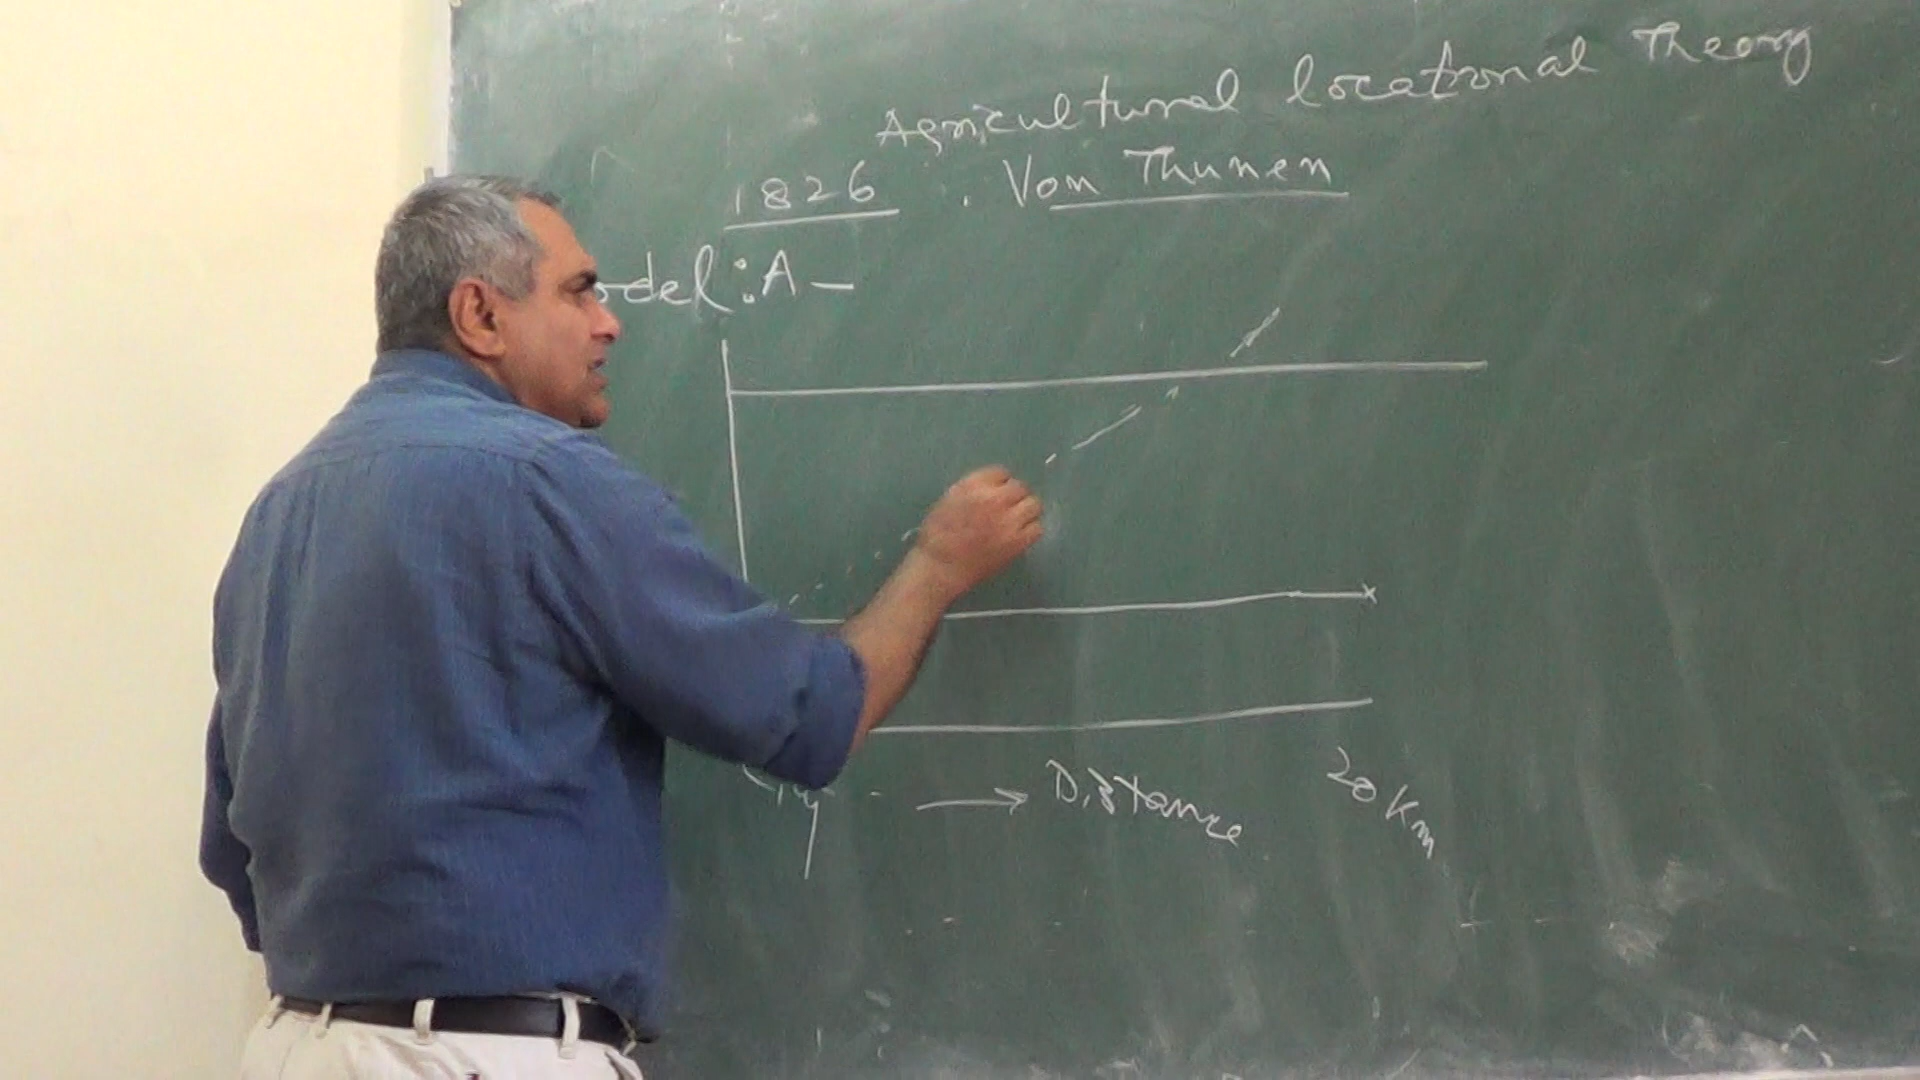 Agricultural locational Theory
1826 . Von Thunen
odel : A -
→ Distance
20 Km